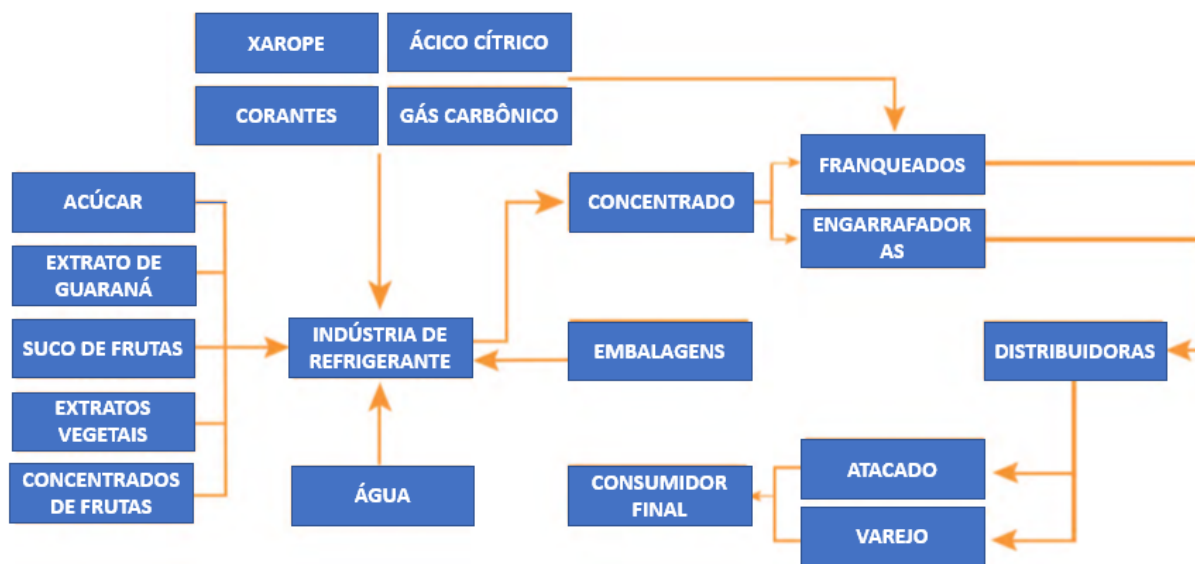 XAROPE
ÁCICO CÍTRICO
CORANTES
GÁS CARBÔNICO
FRANQUEADOS
ACÚCAR
CONCENTRADO
ENGARRAFADOR
AS
EXTRATO DE
GUARANÁ
SUCO DE FRUTAS
INDÚSTRIA DE
REFRIGERANTE
EMBALAGENS
DISTRIBUIDORAS
EXTRATOS
VEGETAIS
CONCENTRADOS
DE FRUTAS
ÁGUA
CONSUMIDOR
FINAL
ATACADO
VAREJO